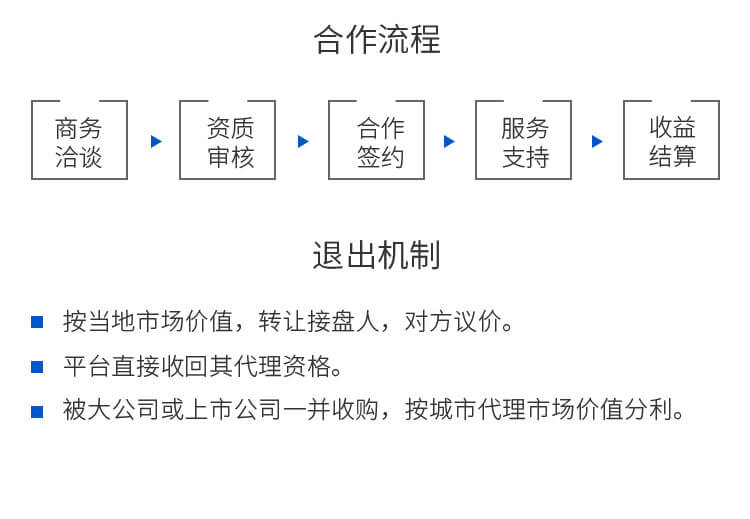 合作流程
商务
洽谈
资质
审核
合作
签约
服务
支持
收益
结算
退出机制
按当地市场价值，转让接盘人，对方议价。
平台直接收回其代理资格。
被大公司或上市公司一并收购，按城市代理市场价值分利。